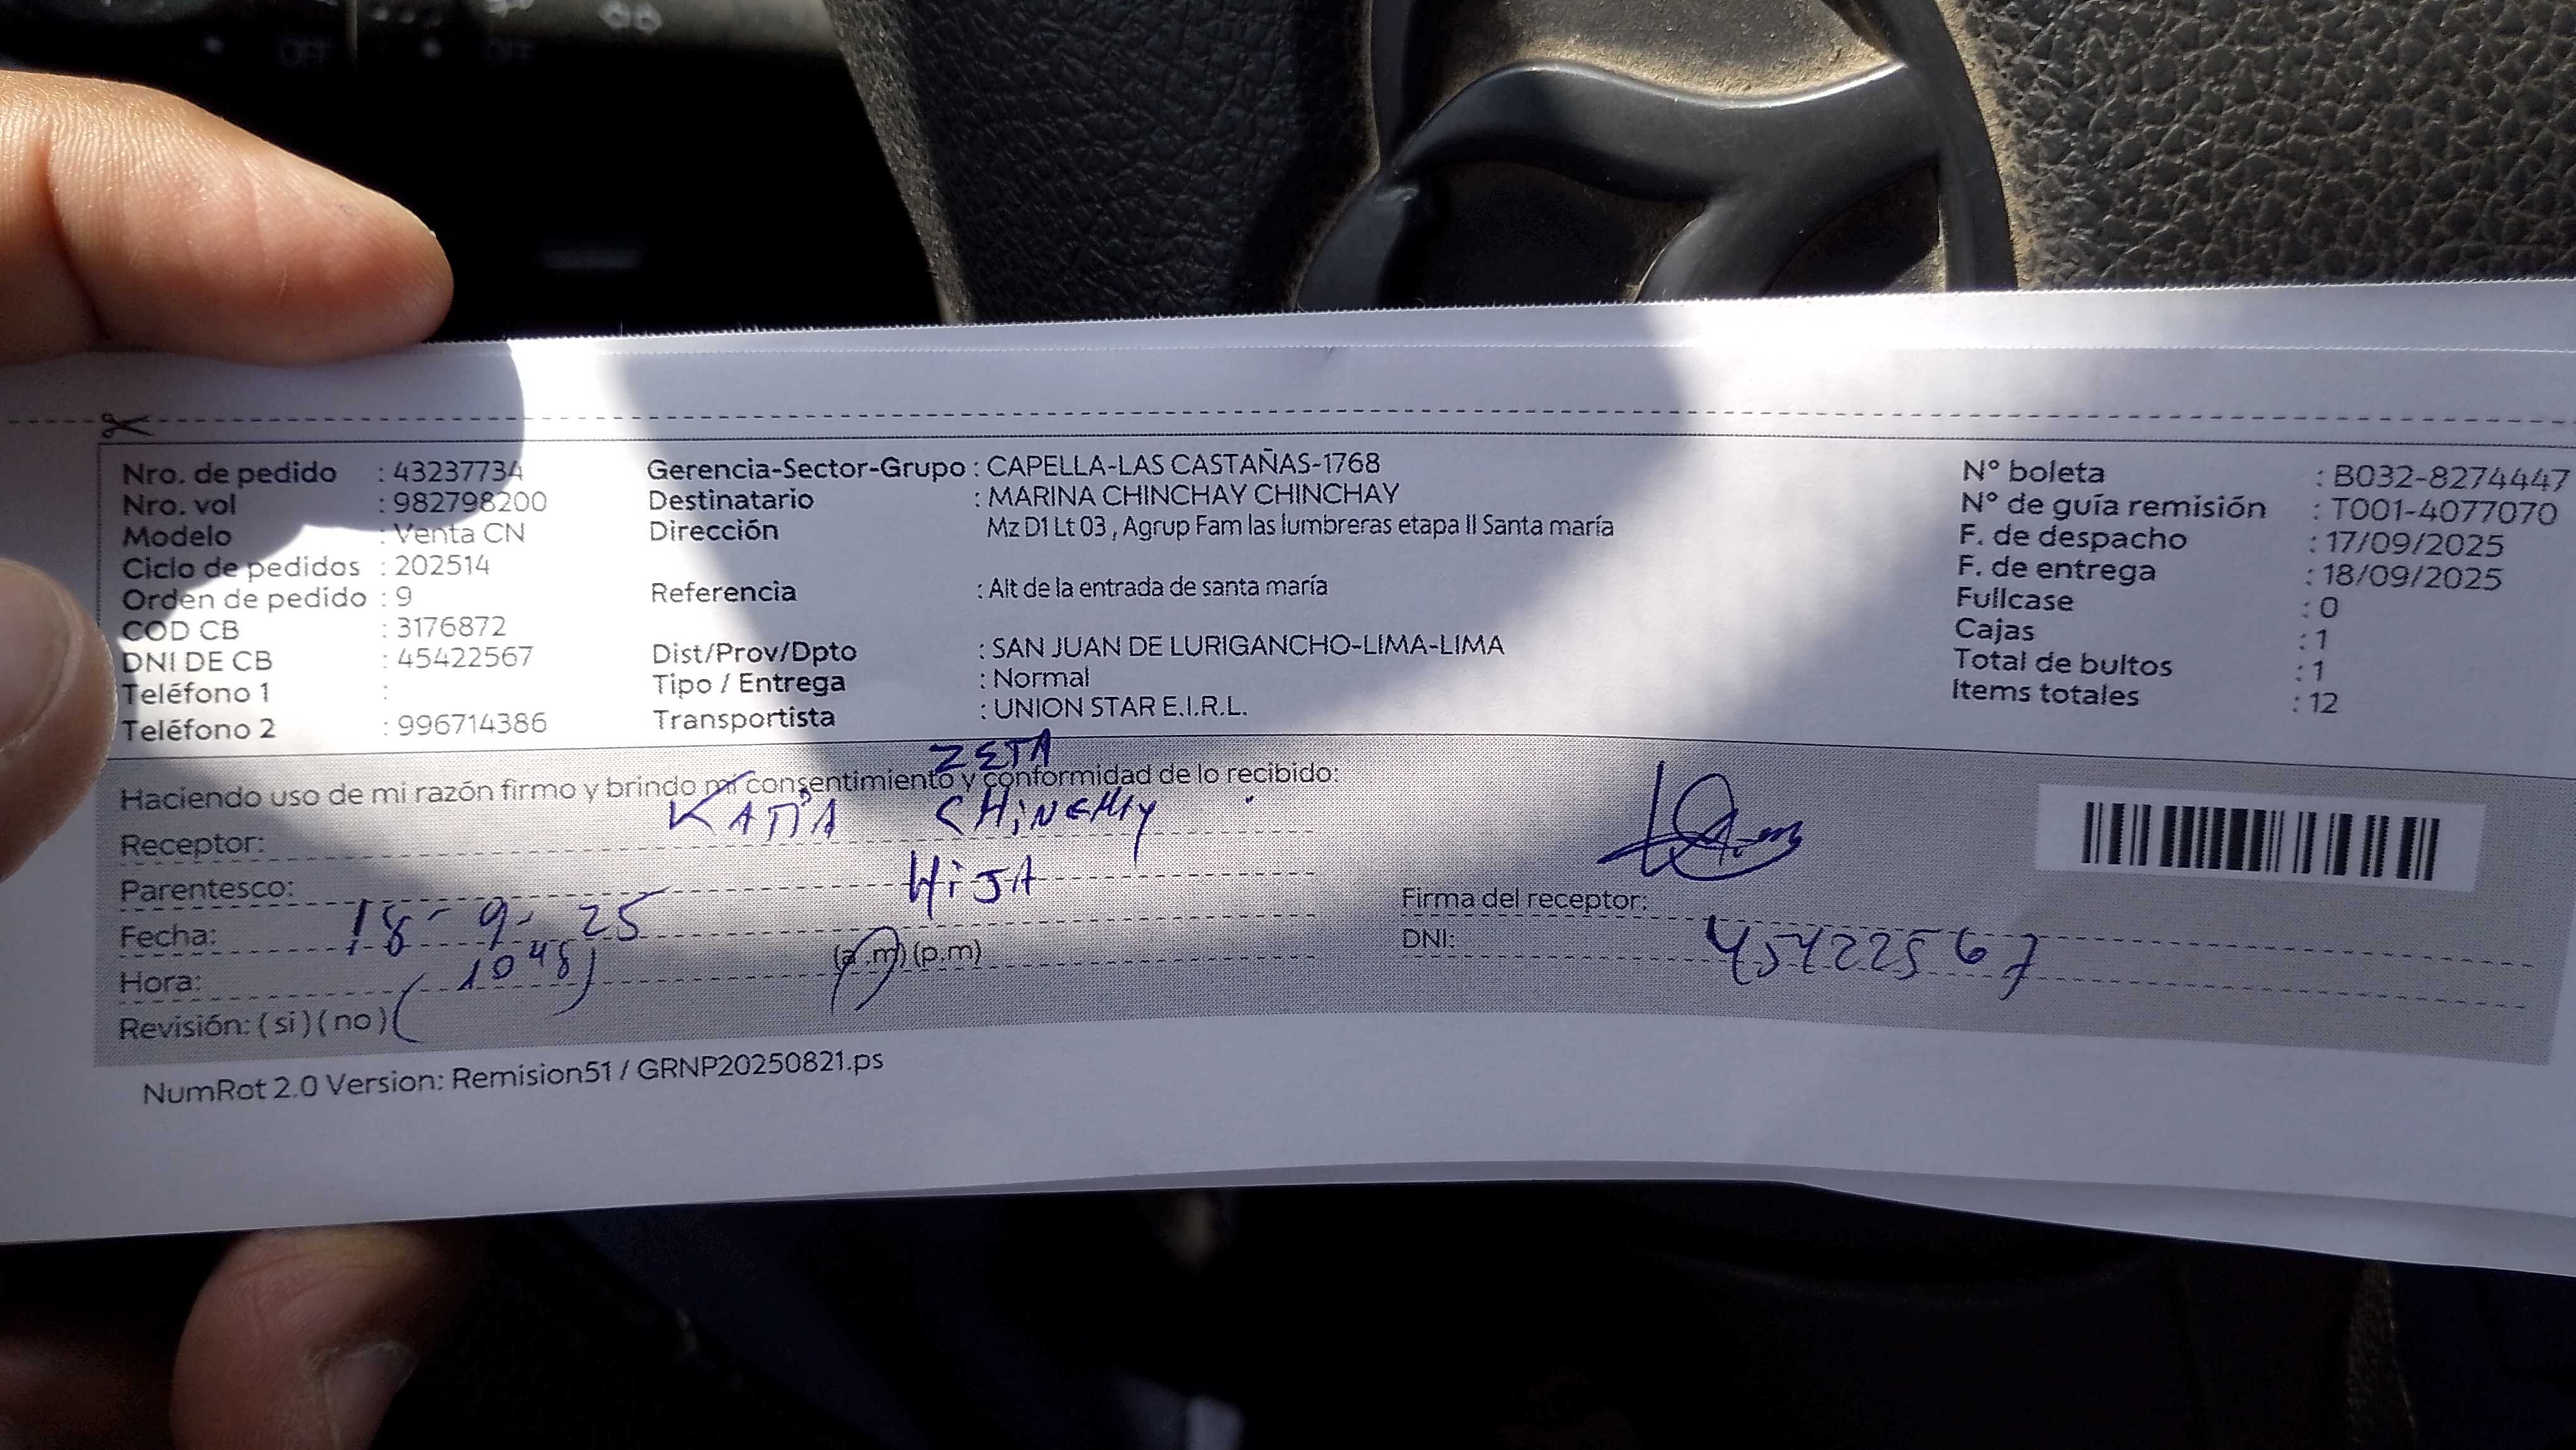 OFF OFF
Nro. de pedido : 43237734
Nro. vol : 982798200
Modelo : Venta CN
Ciclo de pedidos : 202514
Orden de pedido : 9
COD CB : 3176872
DNI DE CB : 45422567
Teléfono 1 :
Teléfono 2 : 996714386
Gerencia-Sector-Grupo : CAPELLA-LAS CASTAÑAS-1768
Destinatario : MARINA CHINCHAY CHINCHAY
Dirección Mz D1 Lt 03 , Agrup Fam las lumbreras etapa II Santa maría
Referencia : Alt de la entrada de santa maría
Dist/Prov/Dpto : SAN JUAN DE LURIGANCHO-LIMA-LIMA
Tipo / Entrega : Normal
Transportista : UNION STAR E.I.R.L.
N° boleta : B032-8274447
N° de guía remisión : T001-4077070
F. de despacho : 17/09/2025
F. de entrega : 18/09/2025
Fullcase : 0
Cajas : 1
Total de bultos : 1
Items totales : 12
ZETA
Haciendo uso de mi razón firmo y brindo mi consentimiento y conformidad de lo recibido:
Receptor: KATIA
Parentesco: HiJA
Fecha: 18-9-25
Hora: (1048) (a.m) (p.m)
Revisión: (si) (no)
Firma del receptor:
DNI: 45422567
NumRot 2.0 Version: Remision51 / GRNP20250821.ps